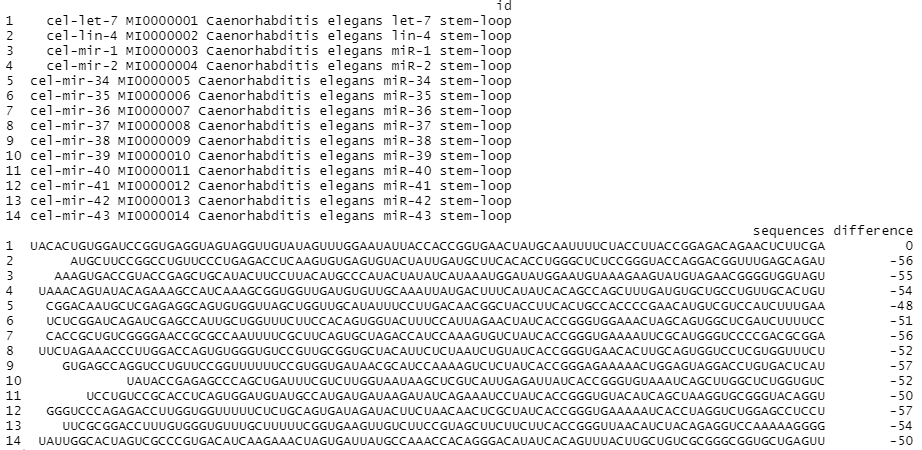 id
1 cel-let-7 MI0000001 Caenorhabditis elegans let-7 stem-loop
2 cel-lin-4 MI0000002 Caenorhabditis elegans lin-4 stem-loop
3 cel-mir-1 MI0000003 Caenorhabditis elegans miR-1 stem-loop
4 cel-mir-2 MI0000004 Caenorhabditis elegans miR-2 stem-loop
5 cel-mir-34 MI0000005 Caenorhabditis elegans miR-34 stem-loop
6 cel-mir-35 MI0000006 Caenorhabditis elegans miR-35 stem-loop
7 cel-mir-36 MI0000007 Caenorhabditis elegans miR-36 stem-loop
8 cel-mir-37 MI0000008 Caenorhabditis elegans miR-37 stem-loop
9 cel-mir-38 MI0000009 Caenorhabditis elegans miR-38 stem-loop
10 cel-mir-39 MI0000010 Caenorhabditis elegans miR-39 stem-loop
11 cel-mir-40 MI0000011 Caenorhabditis elegans miR-40 stem-loop
12 cel-mir-41 MI0000012 Caenorhabditis elegans miR-41 stem-loop
13 cel-mir-42 MI0000013 Caenorhabditis elegans miR-42 stem-loop
14 cel-mir-43 MI0000014 Caenorhabditis elegans miR-43 stem-loop
sequences difference
1 UACACUGUGGAUCCGGUGAGGUAGUAGGUUGUAUAGUUUGGAAUAUUACCACCGGUGAACUAUGCAAUUUUCUACCUUACCGGAGACAGAACUCUUCGA 0
2 AUGCUUCCGGCCUGUUCCCUGAGACCUCAAGUGUGAGUGUACUAUUGAUGCUUCACACCUGGGCUCUCCGGGUACCAGGACGGUUUGAGCAGAU -56
3 AAAGUGACCGUACCGAGCUGCAUACUUCCUUACAUGCCCAUACUAUAUCAUAAAUGGAUAUGGAAUGUAAAGAAGUAUGUAGAACGGGGUGGUAGU -55
4 UAAACAGUAUACAGAAAGCCAUCAAAGCGGUGGUUGAUGUGUUGCAAAUUAUGACUUUCAUAUCACAGCCAGCUUUGAUGUGCUGCCUGUUGCACUGU -54
5 CGGACAAUGCUCGAGAGGCAGUGUGGUUAGCUGGUUGCAUAUUUCCUUGACAACGGCUACCUUCACUGCCACCCCGAACAUGUCGUCCAUCUUUGAA -48
6 UCUCGGAUCAGAUCGAGCCAUUGCUGGUUUCUUCCACAGUGGUACUUUCCAUUAGAACUAUCACCGGGUGGAAACUAGCAGUGGCUCGAUCUUUUCC -51
7 CACCGCUGUCGGGGAACCGCGCCAAUUUUCGCUUCAGUGCUAGACCAUCCAAAGUGUCUAUCACCGGGUGAAAAUUCGCAUGGGUCCCCGACGCGGA -56
8 UUCUAGAAACCCUUGGACCAGUGUGGGUGUCCGUUGCGGUGCUACAUUCUCUAAUCUGUAUCACCGGGUGAACACUUGCAGUGGUCCUCGUGGUUUCU -52
9 GUGAGCCAGGUCCUGUUCCGGUUUUUUCCGUGGUGAUAACGCAUCCAAAAGUCUCUAUCACCGGGAGAAAAACUGGAGUAGGACCUGUGACUCAU -57
10 UAUACCGAGAGCCCAGCUGAUUUCGUCUUGGUAAUAAGCUCGUCAUUGAGAUUAUCACCGGGUGUAAAUCAGCUUGGCUCUGGUGUC -52
11 UCCUGUCCGCACCUCAGUGGAUGUAUGCCAUGAUGAUAAGAUAUCAGAAAUCCUAUCACCGGGUGUACAUCAGCUAAGGUGCGGGUACAGGU -50
12 GGGUCCCAGAGACCUUGGUGGUUUUUCUCUGCAGUGAUAGAUACUUCUAACAACUCGCUAUCACCGGGUGAAAAAUCACCUAGGUCUGGAGCCUCCU -57
13 UUCGCGGACCUUUGUGGGUGUUUGCUUUUUCGGUGAAGUUGUCUUCCGUAGCUUCUUCUUCACCGGGUUAACAUCUACAGAGGUCCAAAAAGGGG -54
14 UAUUGGCACUAGUCGCCCGUGACAUCAAGAAACUAGUGAUUAUGCCAAACCACAGGGACAUAUCACAGUUUACUUGCUGUCGCGGGCGGUGCUGAGUU -50